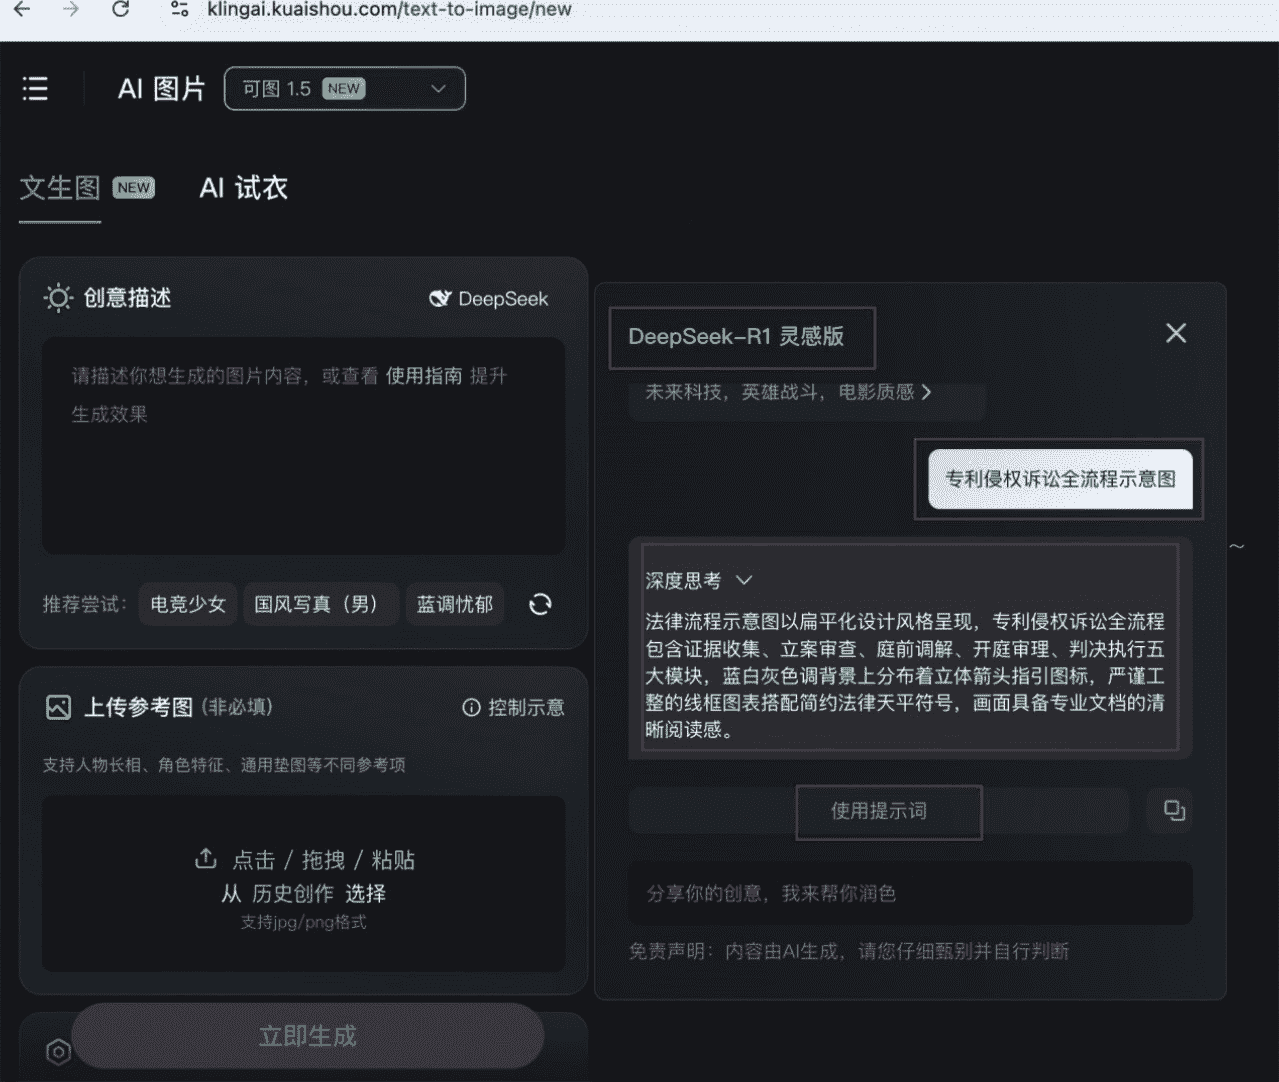 klingai.kuaishou.com/text-to-image/new
AI 图片
可图 1.5 NEW
文生图 NEW
AI 试衣
创意描述
DeepSeek
请描述你想生成的图片内容，或查看 使用指南 提升
生成效果
推荐尝试：
电竞少女
国风写真（男）
蓝调忧郁
上传参考图 (非必填)
控制示意
支持人物长相、角色特征、通用垫图等不同参考项
点击 / 拖拽 / 粘贴
从 历史创作 选择
支持jpg/png格式
立即生成
DeepSeek-R1 灵感版
未来科技，英雄战斗，电影质感
专利侵权诉讼全流程示意图
~
深度思考
法律流程示意图以扁平化设计风格呈现，专利侵权诉讼全流程
包含证据收集、立案审查、庭前调解、开庭审理、判决执行五
大模块，蓝白灰色调背景上分布着立体箭头指引图标，严谨工
整的线框图表搭配简约法律天平符号，画面具备专业文档的清
晰阅读感。
使用提示词
分享你的创意，我来帮你润色
免责声明：内容由AI生成，请您仔细甄别并自行判断